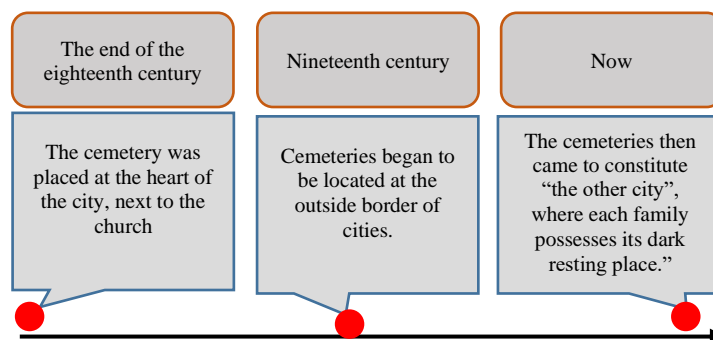 The end of the
eighteenth century
Nineteenth century
Now
The cemetery was
placed at the heart of
the city, next to the
church
Cemeteries began to
be located at the
outside border of
cities.
The cemeteries then
came to constitute
“the other city”,
where each family
possesses its dark
resting place.”